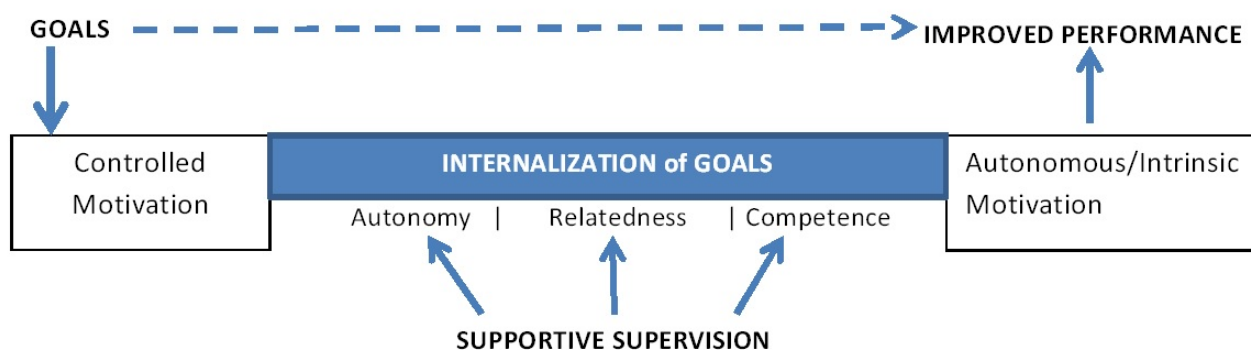 GOALS
IMPROVED PERFORMANCE
Controlled
Motivation
INTERNALIZATION of GOALS
Autonomous/Intrinsic
Motivation
Autonomy | Relatedness | Competence
SUPPORTIVE SUPERVISION